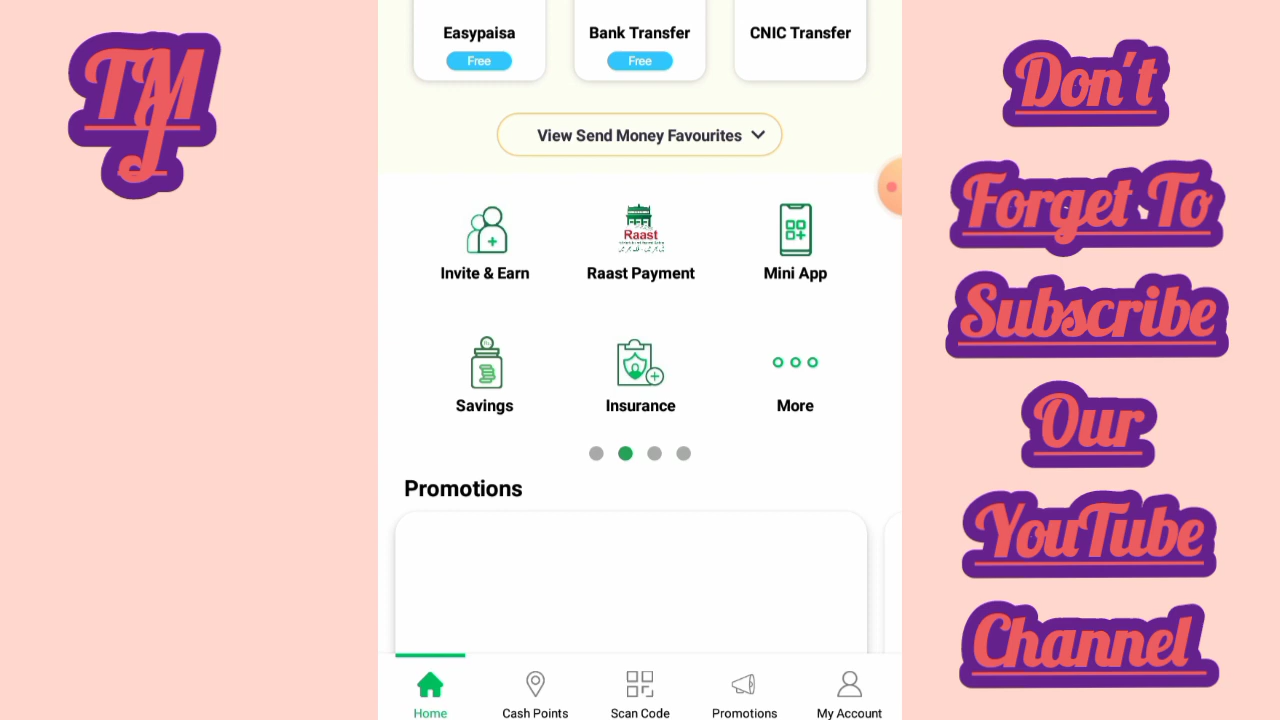 TM
J
Easypaisa
Bank Transfer
CNIC Transfer
Free
Free
View Send Money Favourites
Raast
Invite & Earn
Raast Payment
Mini App
Savings
Insurance
More
Promotions
Home
Cash Points
Scan Code
Promotions
My Account
Don't
Forget To
Subscribe
Our
YouTube
Channel